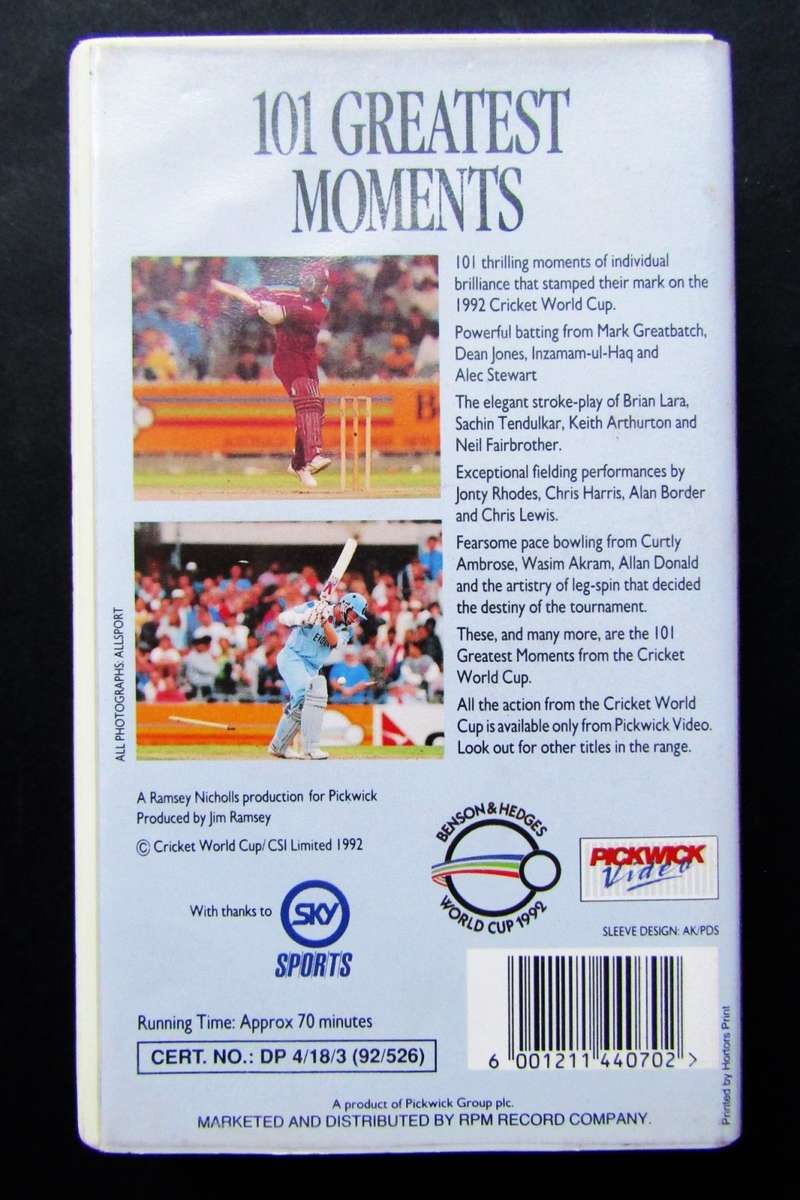 101 GREATEST
MOMENTS
101 thrilling moments of individual
brilliance that stamped their mark on the
1992 Cricket World Cup.
Powerful batting from Mark Greatbatch,
Dean Jones, Inzamam-ul-Haq and
Alec Stewart
The elegant stroke-play of Brian Lara,
Sachin Tendulkar, Keith Arthurton and
Neil Fairbrother.
Exceptional fielding performances by
Jonty Rhodes, Chris Harris, Alan Border
and Chris Lewis.
Fearsome pace bowling from Curtly
Ambrose, Wasim Akram, Allan Donald
and the artistry of leg-spin that decided
the destiny of the tournament.
These, and many more, are the 101
Greatest Moments from the Cricket
World Cup.
All the action from the Cricket World
Cup is available only from Pickwick Video.
Look out for other titles in the range.
ALL PHOTOGRAPHS: ALLSPORT
A Ramsey Nicholls production for Pickwick
Produced by Jim Ramsey
© Cricket World Cup/ CSI Limited 1992
BENSON & HEDGES
WORLD CUP 1992
PICKWICK
Video
With thanks to
SKY
SPORTS
SLEEVE DESIGN: AK/PDS
Running Time: Approx 70 minutes
CERT. NO.: DP 4/18/3 (92/526)
6 001211 440702 >
Printed by Hortors Print
A product of Pickwick Group plc.
MARKETED AND DISTRIBUTED BY RPM RECORD COMPANY.